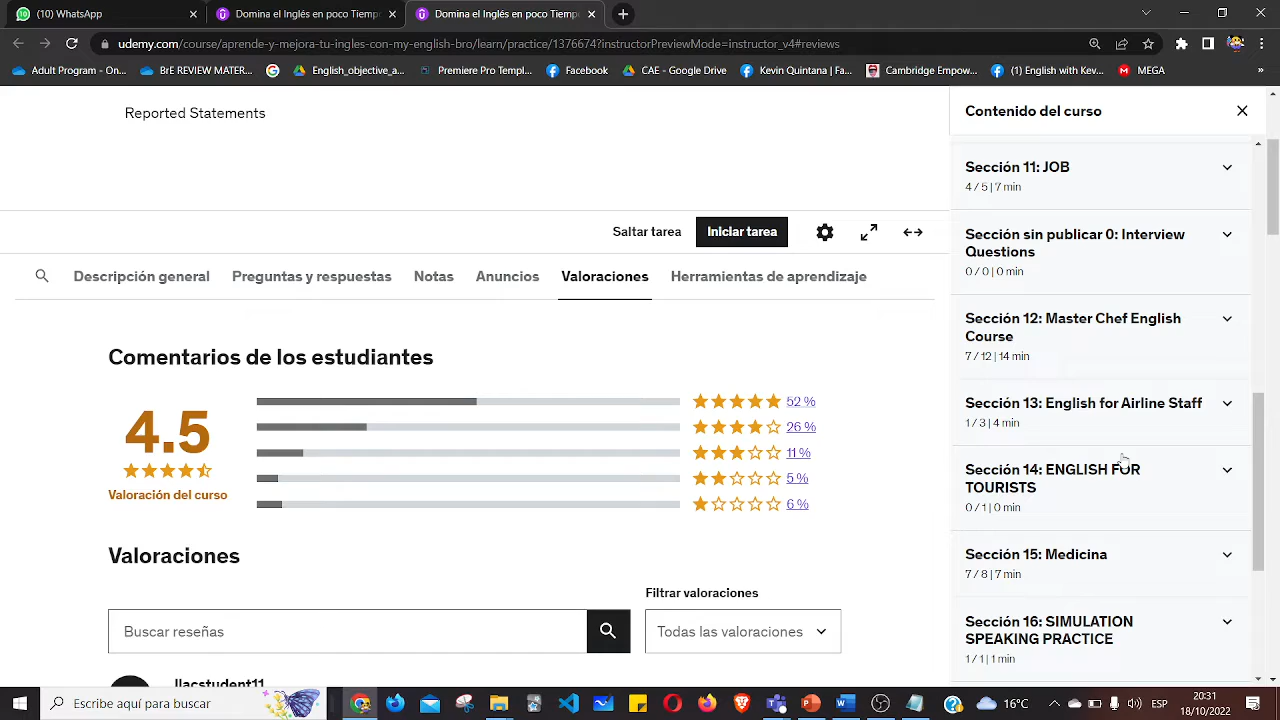 (10) WhatsApp
Domina el Inglés en poco Tiemp
Domina el Inglés en poco Tiemp
udemy.com/course/aprende-y-mejora-tu-ingles-con-my-english-bro/learn/practice/1376674?instructorPreviewMode=instructor_v4#reviews
Adult Program - On...
BrE REVIEW MATER...
English_objective_a...
Premiere Pro Templ...
Facebook
CAE - Google Drive
Kevin Quintana | Fa...
Cambridge Empow...
(1) English with Kev...
MEGA
Reported Statements
Saltar tarea
Iniciar tarea
Descripción general
Preguntas y respuestas
Notas
Anuncios
Valoraciones
Herramientas de aprendizaje
Comentarios de los estudiantes
4.5
Valoración del curso
52 %
26 %
11 %
5 %
6 %
Valoraciones
Filtrar valoraciones
Buscar reseñas
Todas las valoraciones
llacstudent11
Contenido del curso
Sección 11: JOB
4 / 5 | 7 min
Sección sin publicar 0: Interview
Questions
0 / 0 | 0 min
Sección 12: Master Chef English
Course
7 / 12 | 14 min
Sección 13: English for Airline Staff
1 / 3 | 4 min
Sección 14: ENGLISH FOR
TOURISTS
0 / 1 | 0 min
Sección 15: Medicina
7 / 8 | 7 min
Sección 16: SIMULATION
SPEAKING PRACTICE
1 / 1 | 1 min
Escribe aquí para buscar
16°C
ESP
20:31
18/10/2022